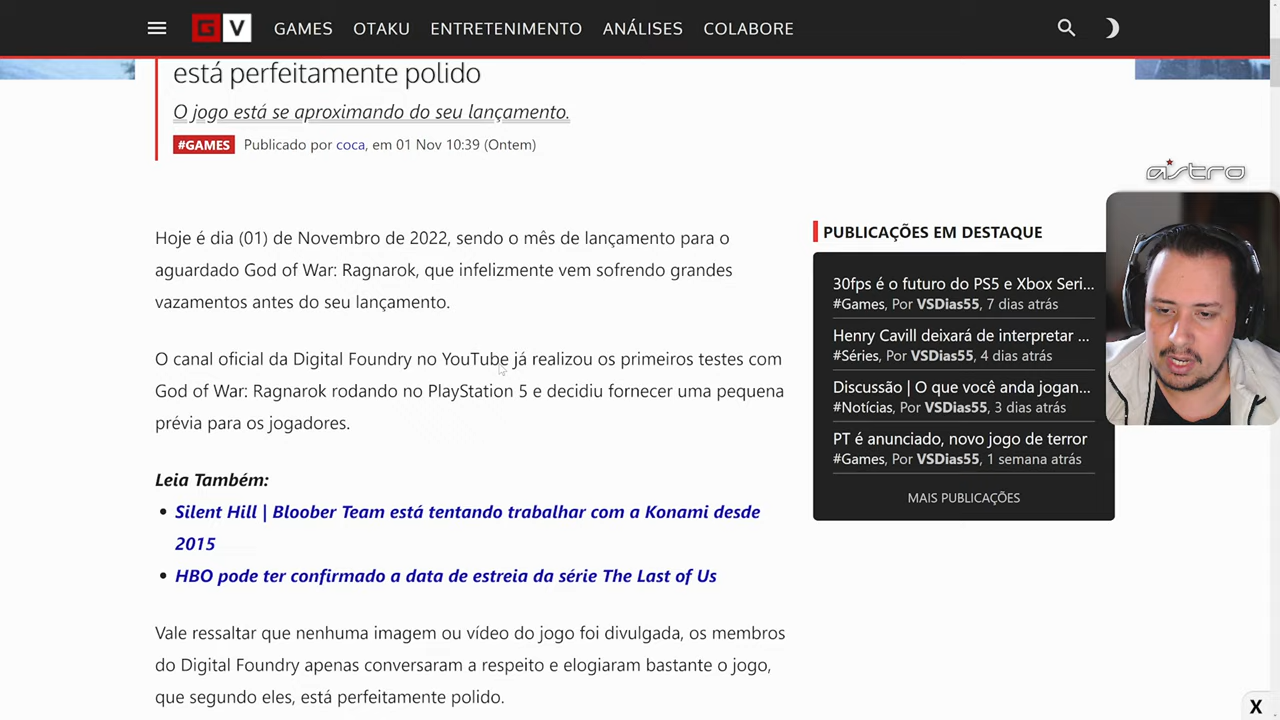 G V GAMES OTAKU ENTRETENIMENTO ANÁLISES COLABORE
está perfeitamente polido
O jogo está se aproximando do seu lançamento.
#GAMES Publicado por coca, em 01 Nov 10:39 (Ontem)
astro
Hoje é dia (01) de Novembro de 2022, sendo o mês de lançamento para o
aguardado God of War: Ragnarok, que infelizmente vem sofrendo grandes
vazamentos antes do seu lançamento.
O canal oficial da Digital Foundry no YouTube já realizou os primeiros testes com
God of War: Ragnarok rodando no PlayStation 5 e decidiu fornecer uma pequena
prévia para os jogadores.
Leia Também:
• Silent Hill | Bloober Team está tentando trabalhar com a Konami desde
2015
• HBO pode ter confirmado a data de estreia da série The Last of Us
Vale ressaltar que nenhuma imagem ou vídeo do jogo foi divulgada, os membros
do Digital Foundry apenas conversaram a respeito e elogiaram bastante o jogo,
que segundo eles, está perfeitamente polido.
PUBLICAÇÕES EM DESTAQUE
30fps é o futuro do PS5 e Xbox Seri...
#Games, Por VSDias55, 7 dias atrás
Henry Cavill deixará de interpretar ...
#Séries, Por VSDias55, 4 dias atrás
Discussão | O que você anda jogan...
#Notícias, Por VSDias55, 3 dias atrás
PT é anunciado, novo jogo de terror
#Games, Por VSDias55, 1 semana atrás
MAIS PUBLICAÇÕES
X